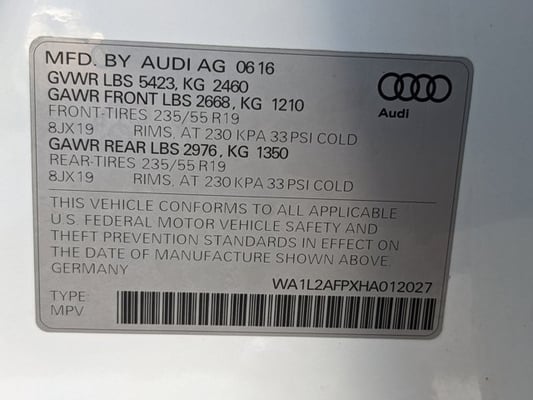 MFD. BY AUDI AG 06 16
GVWR LBS 5423, KG 2460
GAWR FRONT LBS 2668, KG 1210
FRONT-TIRES 235/55 R19
8JX19 RIMS, AT 230 KPA 33 PSI COLD
GAWR REAR LBS 2976, KG 1350
REAR-TIRES 235/55 R19
8JX19 RIMS, AT 230 KPA 33 PSI COLD
Audi
THIS VEHICLE CONFORMS TO ALL APPLICABLE
U.S. FEDERAL MOTOR VEHICLE SAFETY AND
THEFT PREVENTION STANDARDS IN EFFECT ON
THE DATE OF MANUFACTURE SHOWN ABOVE.
GERMANY
WA1L2AFPXHA012027
TYPE:
MPV